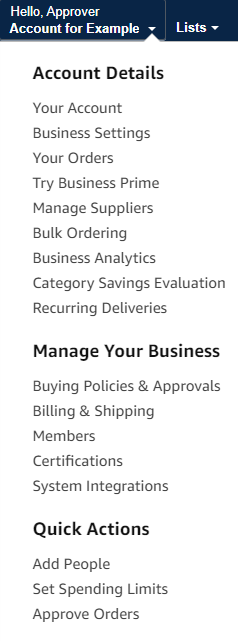 Hello, Approver
Account for Example
Lists
Account Details
Your Account
Business Settings
Your Orders
Try Business Prime
Manage Suppliers
Bulk Ordering
Business Analytics
Category Savings Evaluation
Recurring Deliveries
Manage Your Business
Buying Policies & Approvals
Billing & Shipping
Members
Certifications
System Integrations
Quick Actions
Add People
Set Spending Limits
Approve Orders